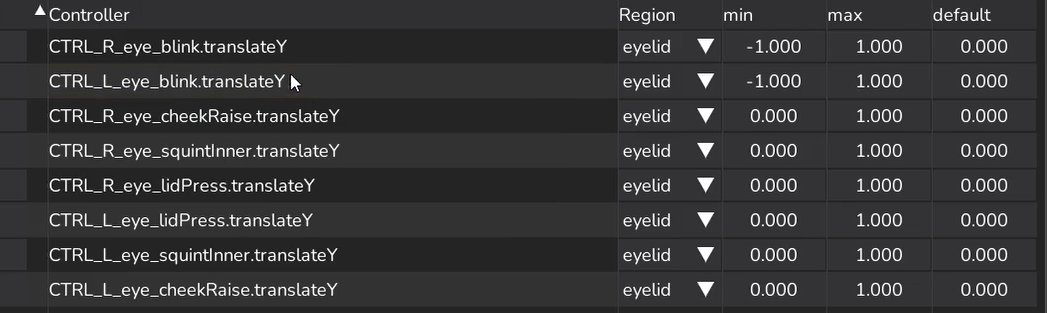 Controller Region min max default
CTRL_R_eye_blink.translateY eyelid -1.000 1.000 0.000
CTRL_L_eye_blink.translateY eyelid -1.000 1.000 0.000
CTRL_R_eye_cheekRaise.translateY eyelid 0.000 1.000 0.000
CTRL_R_eye_squintInner.translateY eyelid 0.000 1.000 0.000
CTRL_R_eye_lidPress.translateY eyelid 0.000 1.000 0.000
CTRL_L_eye_lidPress.translateY eyelid 0.000 1.000 0.000
CTRL_L_eye_squintInner.translateY eyelid 0.000 1.000 0.000
CTRL_L_eye_cheekRaise.translateY eyelid 0.000 1.000 0.000